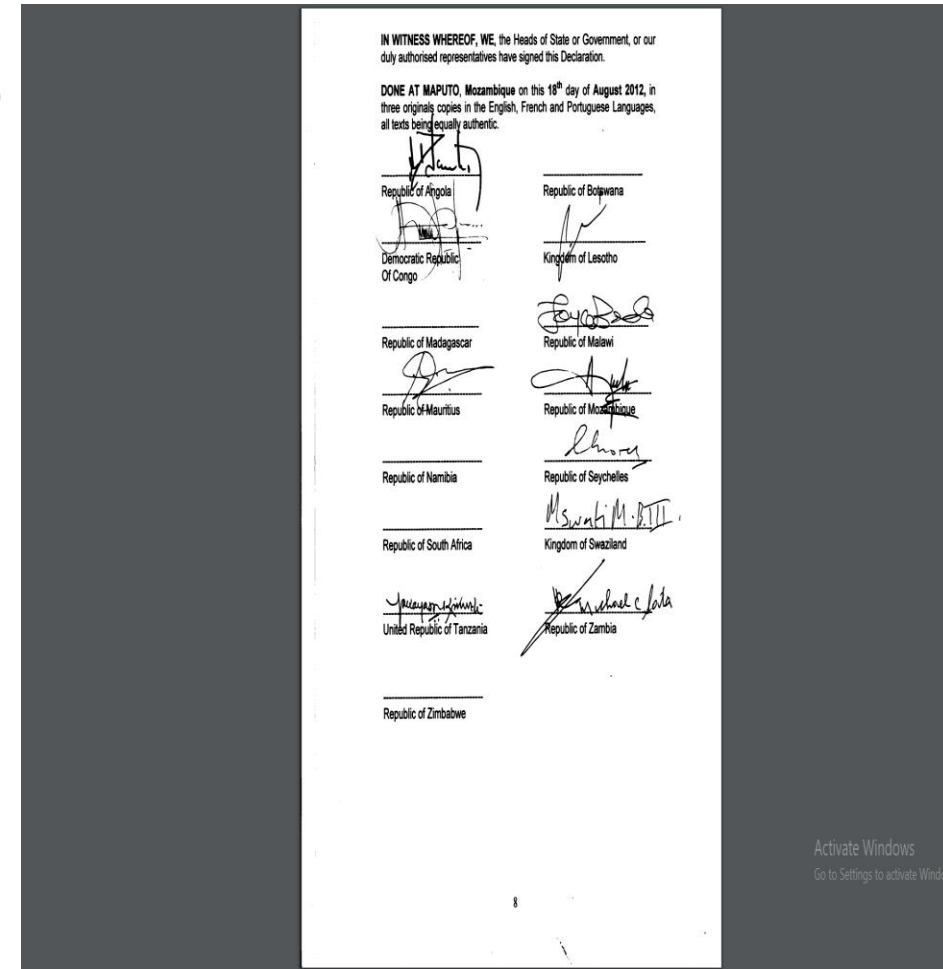 IN WITNESS WHEREOF, WE, the Heads of State or Government, or our
duly authorised representatives have signed this Declaration.
DONE AT MAPUTO, Mozambique on this 18th day of August 2012, in
three originals copies in the English, French and Portuguese Languages,
all texts being equally authentic.
Republic of Angola
Republic of Botswana
Democratic Republic
Of Congo
Kingdom of Lesotho
Republic of Madagascar
Joyce Banda
Republic of Malawi
Republic of Mauritius
Republic of Mozambique
Republic of Namibia
Republic of Seychelles
Republic of South Africa
Mswati M.B.III.
Kingdom of Swaziland
United Republic of Tanzania
Michael C Sata
Republic of Zambia
Republic of Zimbabwe
8
Activate Windows
Go to Settings to activate Wind